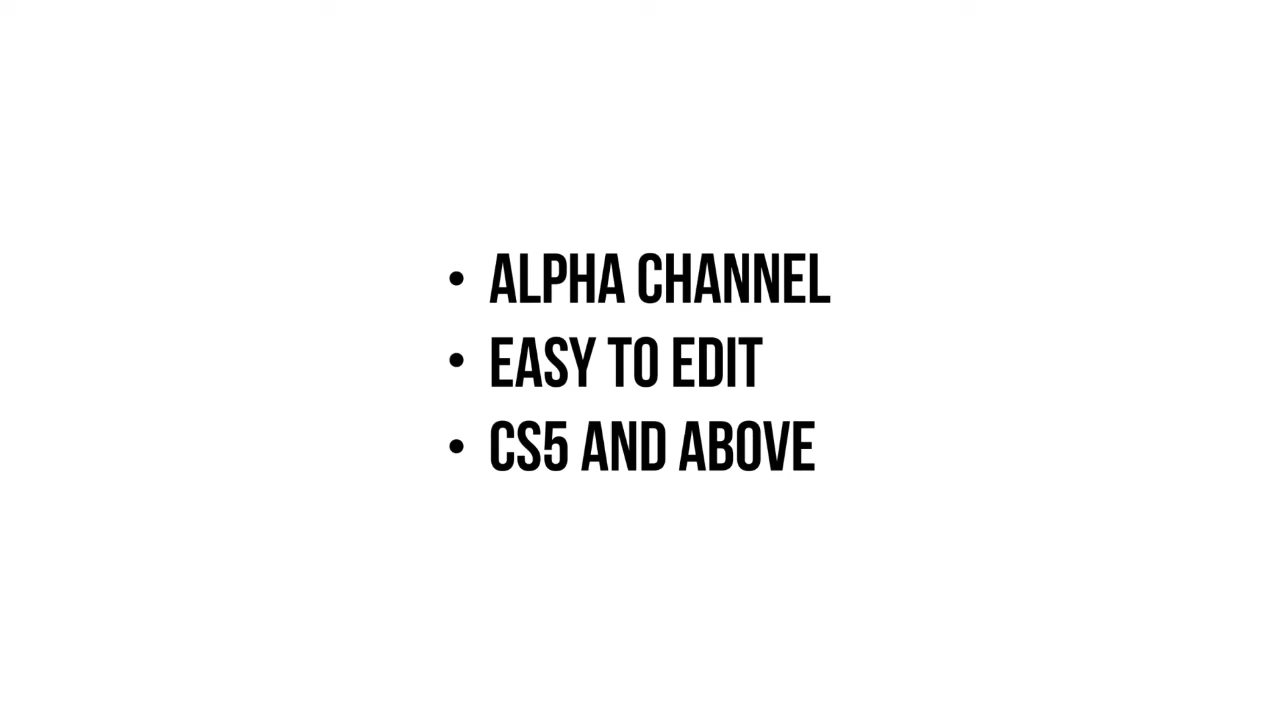 • ALPHA CHANNEL
• EASY TO EDIT
• CS5 AND ABOVE